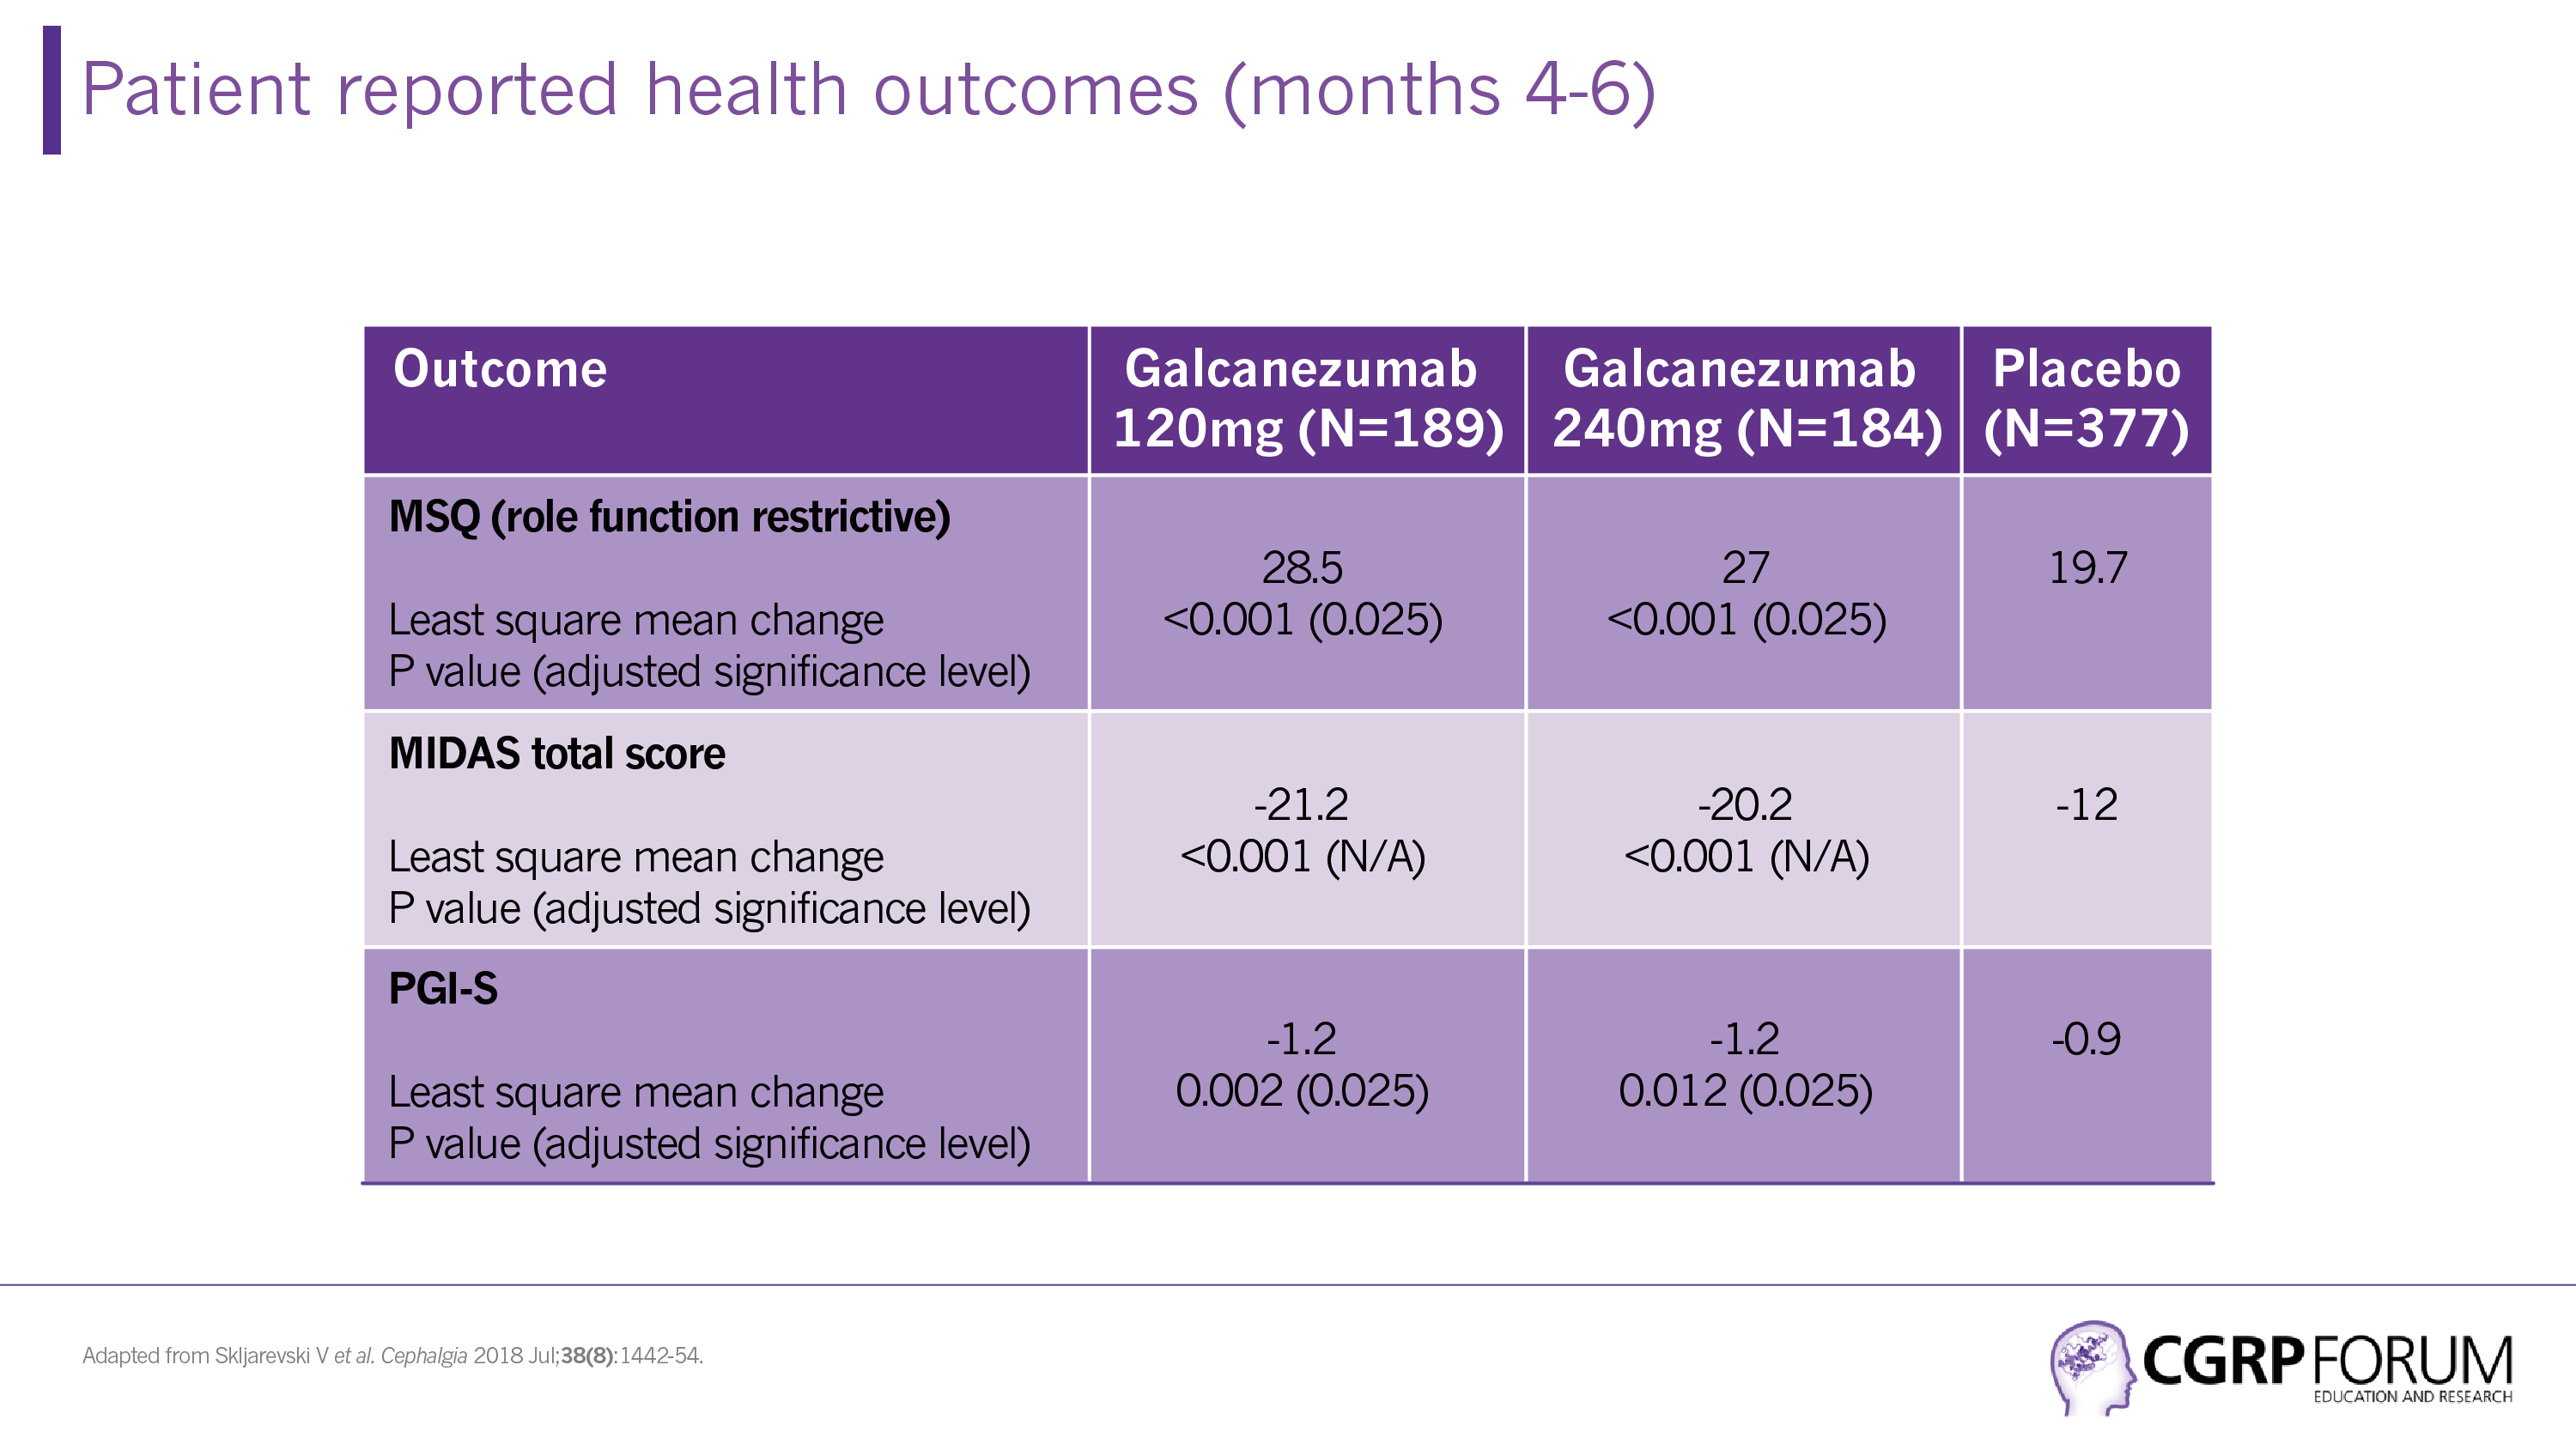 Patient reported health outcomes (months 4-6)
Outcome
Galcanezumab
120mg (N=189)
Galcanezumab
240mg (N=184)
Placebo
(N=377)
MSQ (role function restrictive)
Least square mean change
P value (adjusted significance level)
28.5
<0.001 (0.025)
27
<0.001 (0.025)
19.7
MIDAS total score
Least square mean change
P value (adjusted significance level)
-21.2
<0.001 (N/A)
-20.2
<0.001 (N/A)
-12
PGI-S
Least square mean change
P value (adjusted significance level)
-1.2
0.002 (0.025)
-1.2
0.012 (0.025)
-0.9
Adapted from Skljarevski V et al. Cephalgia 2018 Jul;38(8):1442-54.
CGRP FORUM
EDUCATION AND RESEARCH